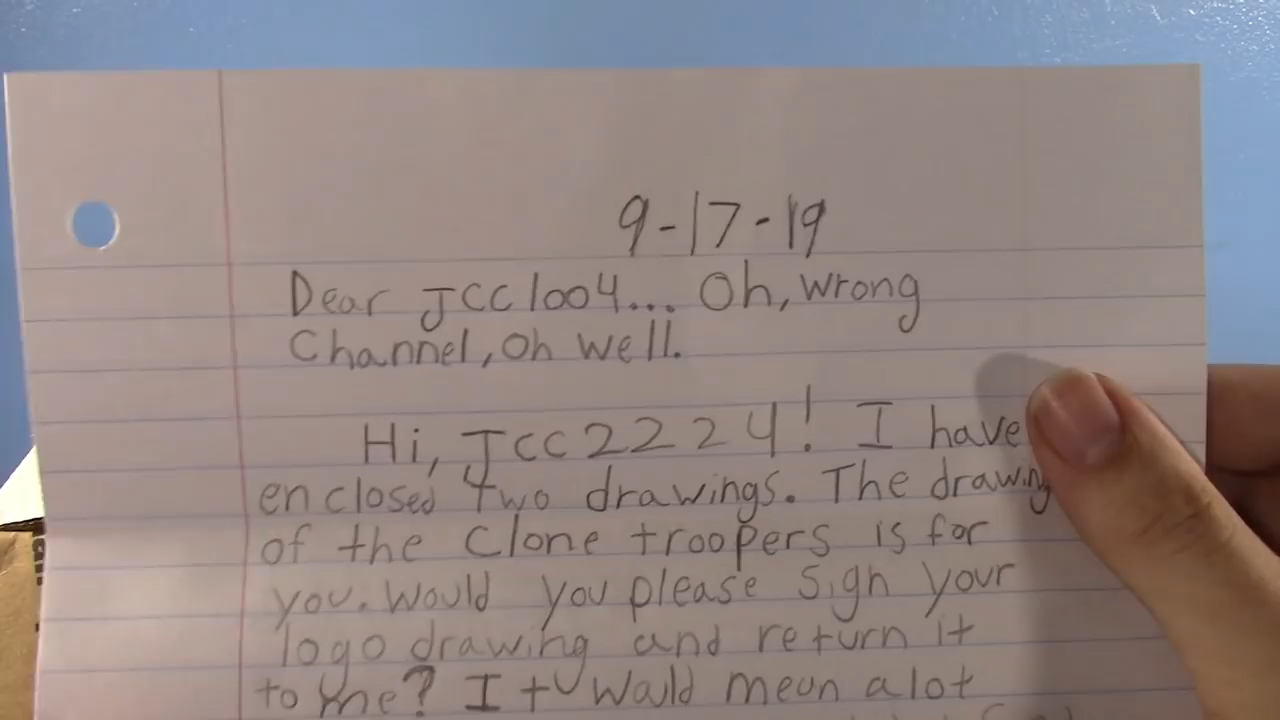 9-17-19
Dear JCC1004... Oh, wrong
Channel, Oh well.
Hi, JCC2224! I have
enclosed two drawings. The drawing
of the Clone troopers is for
you. Would you please sign your
logo drawing and return it
to me? It would mean alot